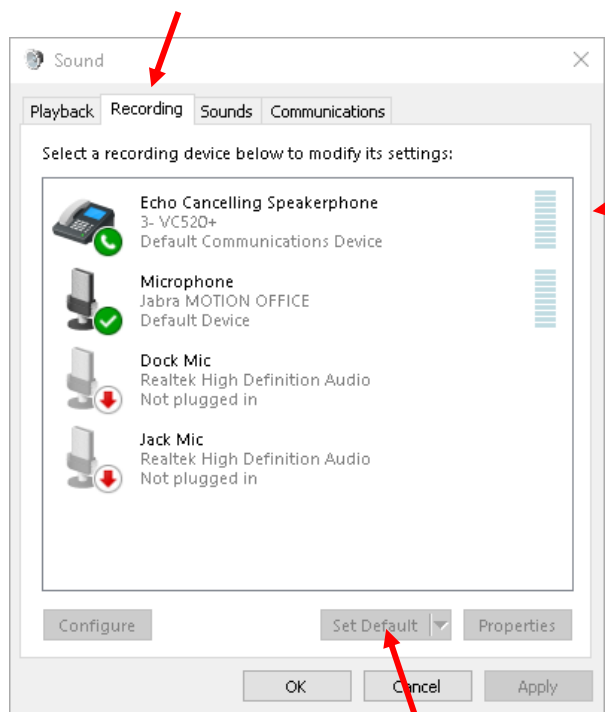 Sound
Playback Recording Sounds Communications
Select a recording device below to modify its settings:
Echo Cancelling Speakerphone
3- VC520+
Default Communications Device
Microphone
Jabra MOTION OFFICE
Default Device
Dock Mic
Realtek High Definition Audio
Not plugged in
Jack Mic
Realtek High Definition Audio
Not plugged in
Configure Set Default Properties
OK Cancel Apply